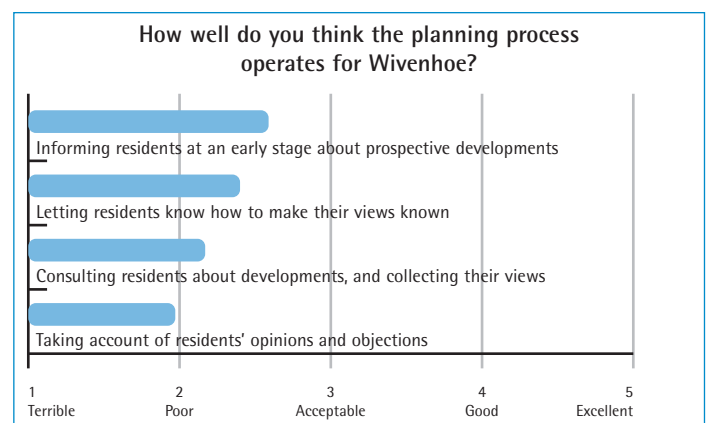 How well do you think the planning process
operates for Wivenhoe?
Informing residents at an early stage about prospective developments
Letting residents know how to make their views known
Consulting residents about developments, and collecting their views
Taking account of residents' opinions and objections
1 2 3 4 5
Terrible Poor Acceptable Good Excellent